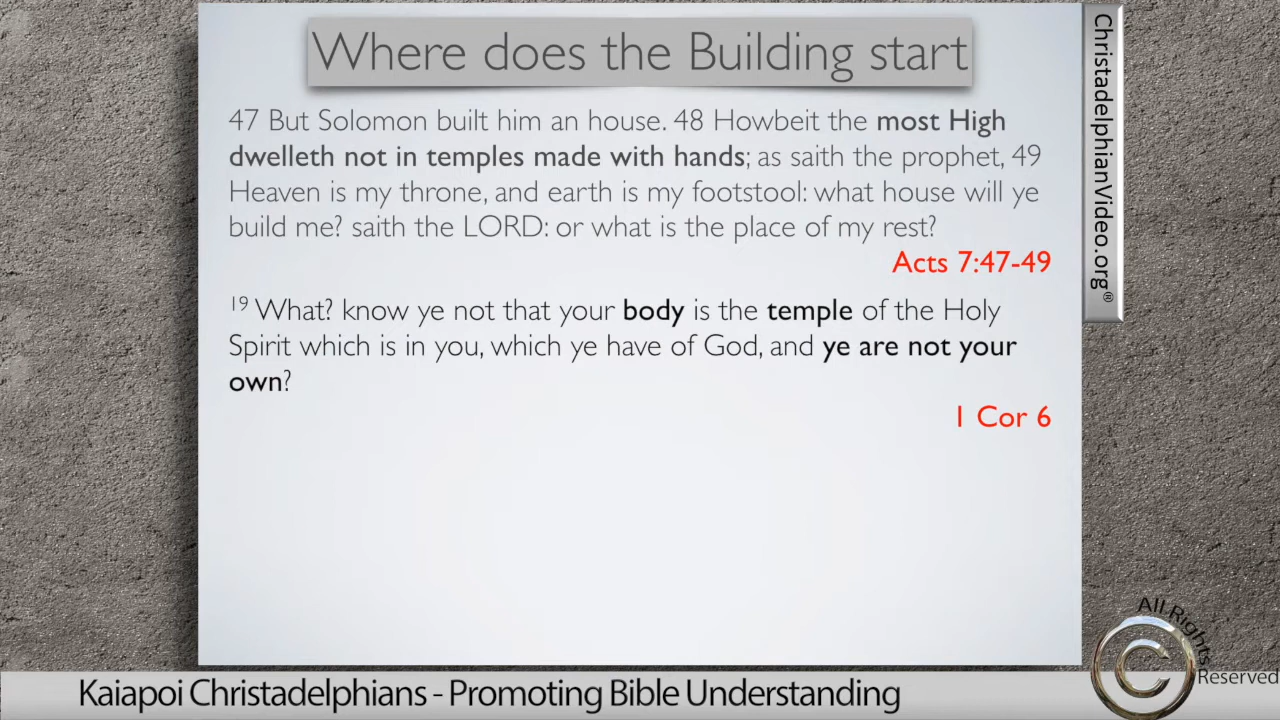 Where does the Building start
47 But Solomon built him an house. 48 Howbeit the most High
dwelleth not in temples made with hands; as saith the prophet, 49
Heaven is my throne, and earth is my footstool: what house will ye
build me? saith the LORD: or what is the place of my rest?
Acts 7:47-49
19 What? know ye not that your body is the temple of the Holy
Spirit which is in you, which ye have of God, and ye are not your
own?
1 Cor 6
ChristadelphianVideo.org®
All Rights
Reserved
©
Kaiapoi Christadelphians - Promoting Bible Understanding